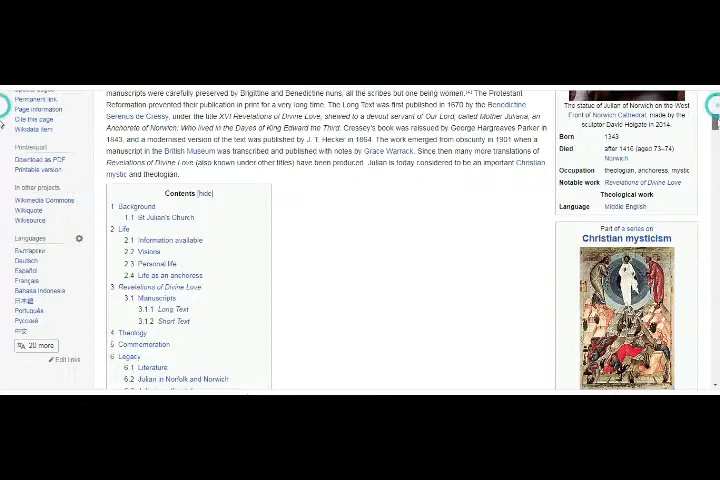 Permanent link
Page information
Cite this page
Wikidata item
Print/export
Download as PDF
Printable version
In other projects
Wikimedia Commons
Wikiquote
Wikisource
Languages
Български
Deutsch
Español
Français
Bahasa Indonesia
日本語
Português
Русский
中文
20 more
Edit links
manuscripts were carefully preserved by Brigittine and Benedictine nuns, all the scribes but one being women. The Protestant
Reformation prevented their publication in print for a very long time. The Long Text was first published in 1670 by the Benedictine
Serenus de Cressy, under the title XVI Revelations of Divine Love, shewed to a devout servant of Our Lord, called Mother Juliana, an
Anchorete of Norwich: Who lived in the Dayes of King Edward the Third. Cressey's book was reissued by George Hargreaves Parker in
1843, and a modernised version of the text was published by J. T. Hecker in 1864. The work emerged from obscurity in 1901 when a
manuscript in the British Museum was transcribed and published with notes by Grace Warrack. Since then many more translations of
Revelations of Divine Love (also known under other titles) have been produced. Julian is today considered to be an important Christian
mystic and theologian.
Contents [hide]
1 Background
1.1 St Julian's Church
2 Life
2.1 Information available
2.2 Visions
2.3 Personal life
2.4 Life as an anchoress
3 Revelations of Divine Love
3.1 Manuscripts
3.1.1 Long Text
3.1.2 Short Text
4 Theology
5 Commemoration
6 Legacy
6.1 Literature
6.2 Julian in Norfolk and Norwich
The statue of Julian of Norwich on the West
Front of Norwich Cathedral, made by the
sculptor David Holgate in 2014.
Born 1343
Died after 1416 (aged 73–74)
Norwich
Occupation theologian, anchoress, mystic
Notable work Revelations of Divine Love
Theological work
Language Middle English
Part of a series on
Christian mysticism